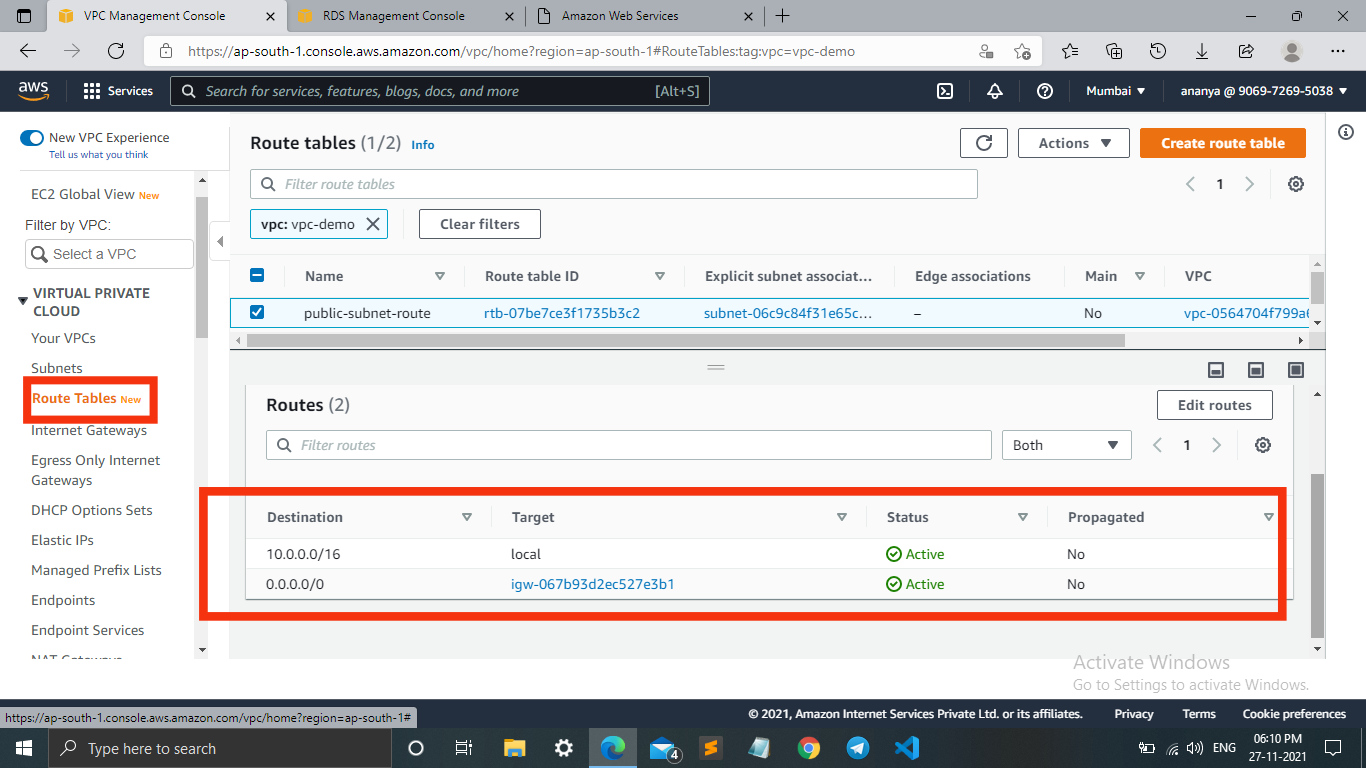 VPC Management Console
RDS Management Console
Amazon Web Services
https://ap-south-1.console.aws.amazon.com/vpc/home?region=ap-south-1#RouteTables:tag:vpc=vpc-demo
aws
Services
Search for services, features, blogs, docs, and more
[Alt+S]
Mumbai
ananya @ 9069-7269-5038
New VPC Experience
Tell us what you think
EC2 Global View New
Filter by VPC:
Select a VPC
VIRTUAL PRIVATE
CLOUD
Your VPCs
Subnets
Route Tables New
Internet Gateways
Egress Only Internet
Gateways
DHCP Options Sets
Elastic IPs
Managed Prefix Lists
Endpoints
Endpoint Services
NAT Gateways
Route tables (1/2) Info
Actions
Create route table
Filter route tables
1
vpc: vpc-demo
Clear filters
Name Route table ID Explicit subnet associat... Edge associations Main VPC
public-subnet-route rtb-07be7ce3f1735b3c2 subnet-06c9c84f31e65c... – No vpc-0564704f799a6
Routes (2)
Edit routes
Filter routes
Both
1
Destination Target Status Propagated
10.0.0.0/16 local Active No
0.0.0.0/0 igw-067b93d2ec527e3b1 Active No
Activate Windows
Go to Settings to activate Windows.
https://ap-south-1.console.aws.amazon.com/vpc/home?region=ap-south-1#
© 2021, Amazon Internet Services Private Ltd. or its affiliates. Privacy Terms Cookie preferences
Type here to search
4
ENG
06:10 PM
27-11-2021